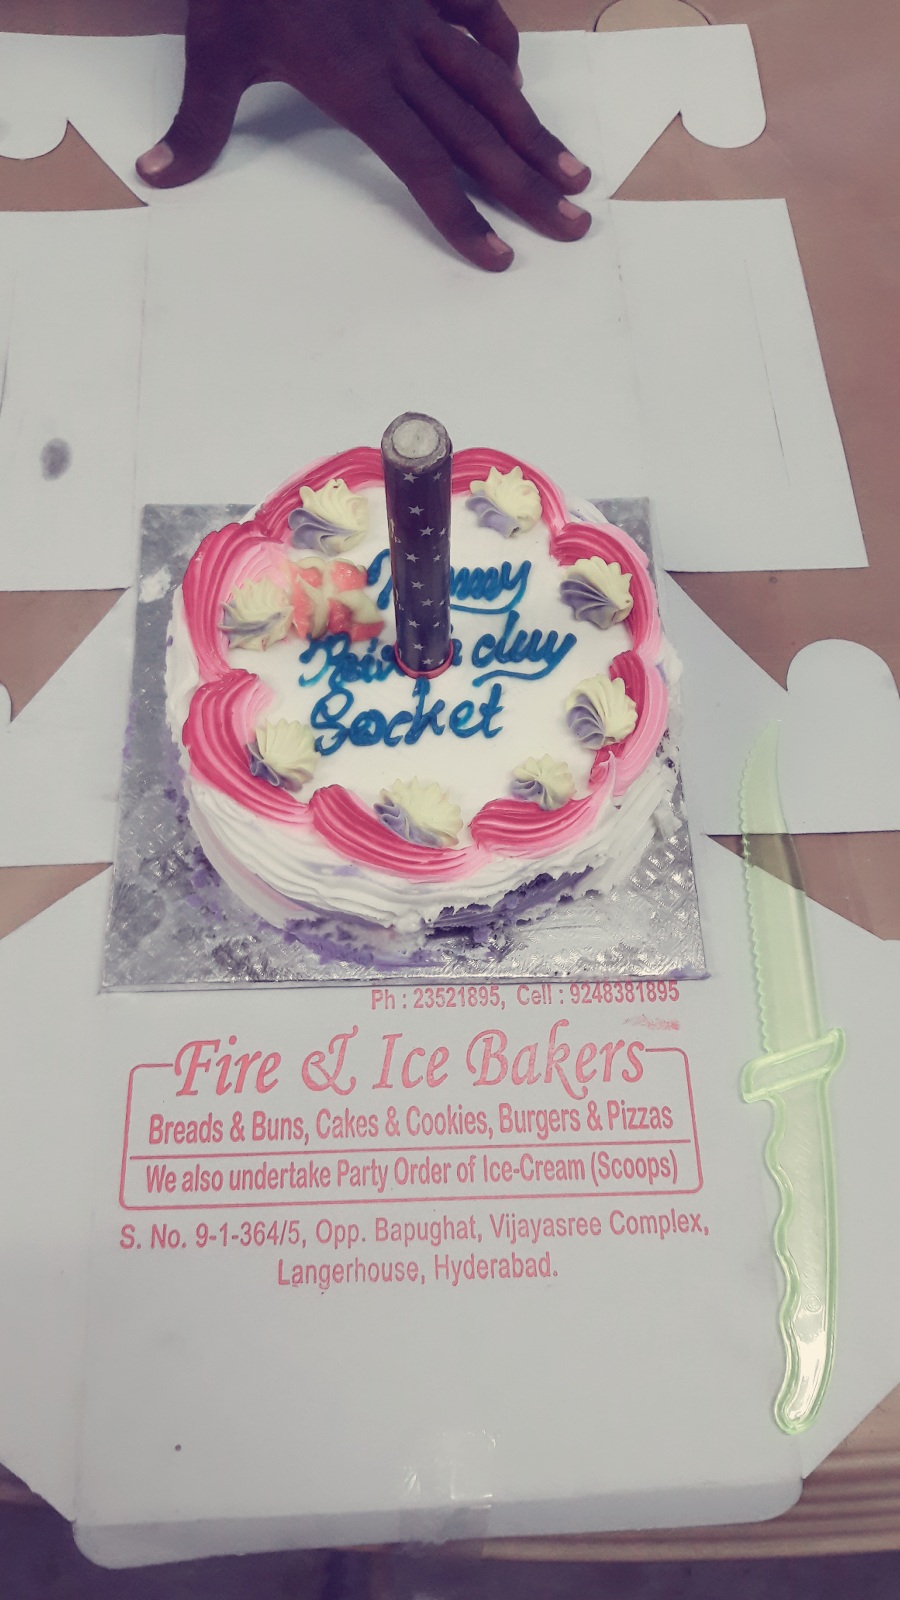 day
Socket
Ph : 23521895, Cell : 9248381895
Fire & Ice Bakers
Breads & Buns, Cakes & Cookies, Burgers & Pizzas
We also undertake Party Order of Ice-Cream (Scoops)
S. No. 9-1-364/5, Opp. Bapughat, Vijayasree Complex,
Langerhouse, Hyderabad.